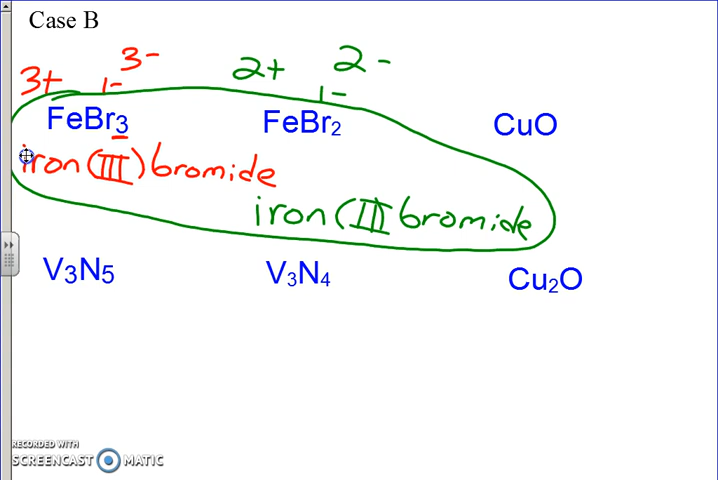 Case B
3+ 1- 3- 2+ 1- 2-
FeBr3 FeBr2 CuO
iron (III) bromide
iron (II) bromide
V3N5 V3N4 Cu2O
RECORDED WITH
SCREENCAST MATIC